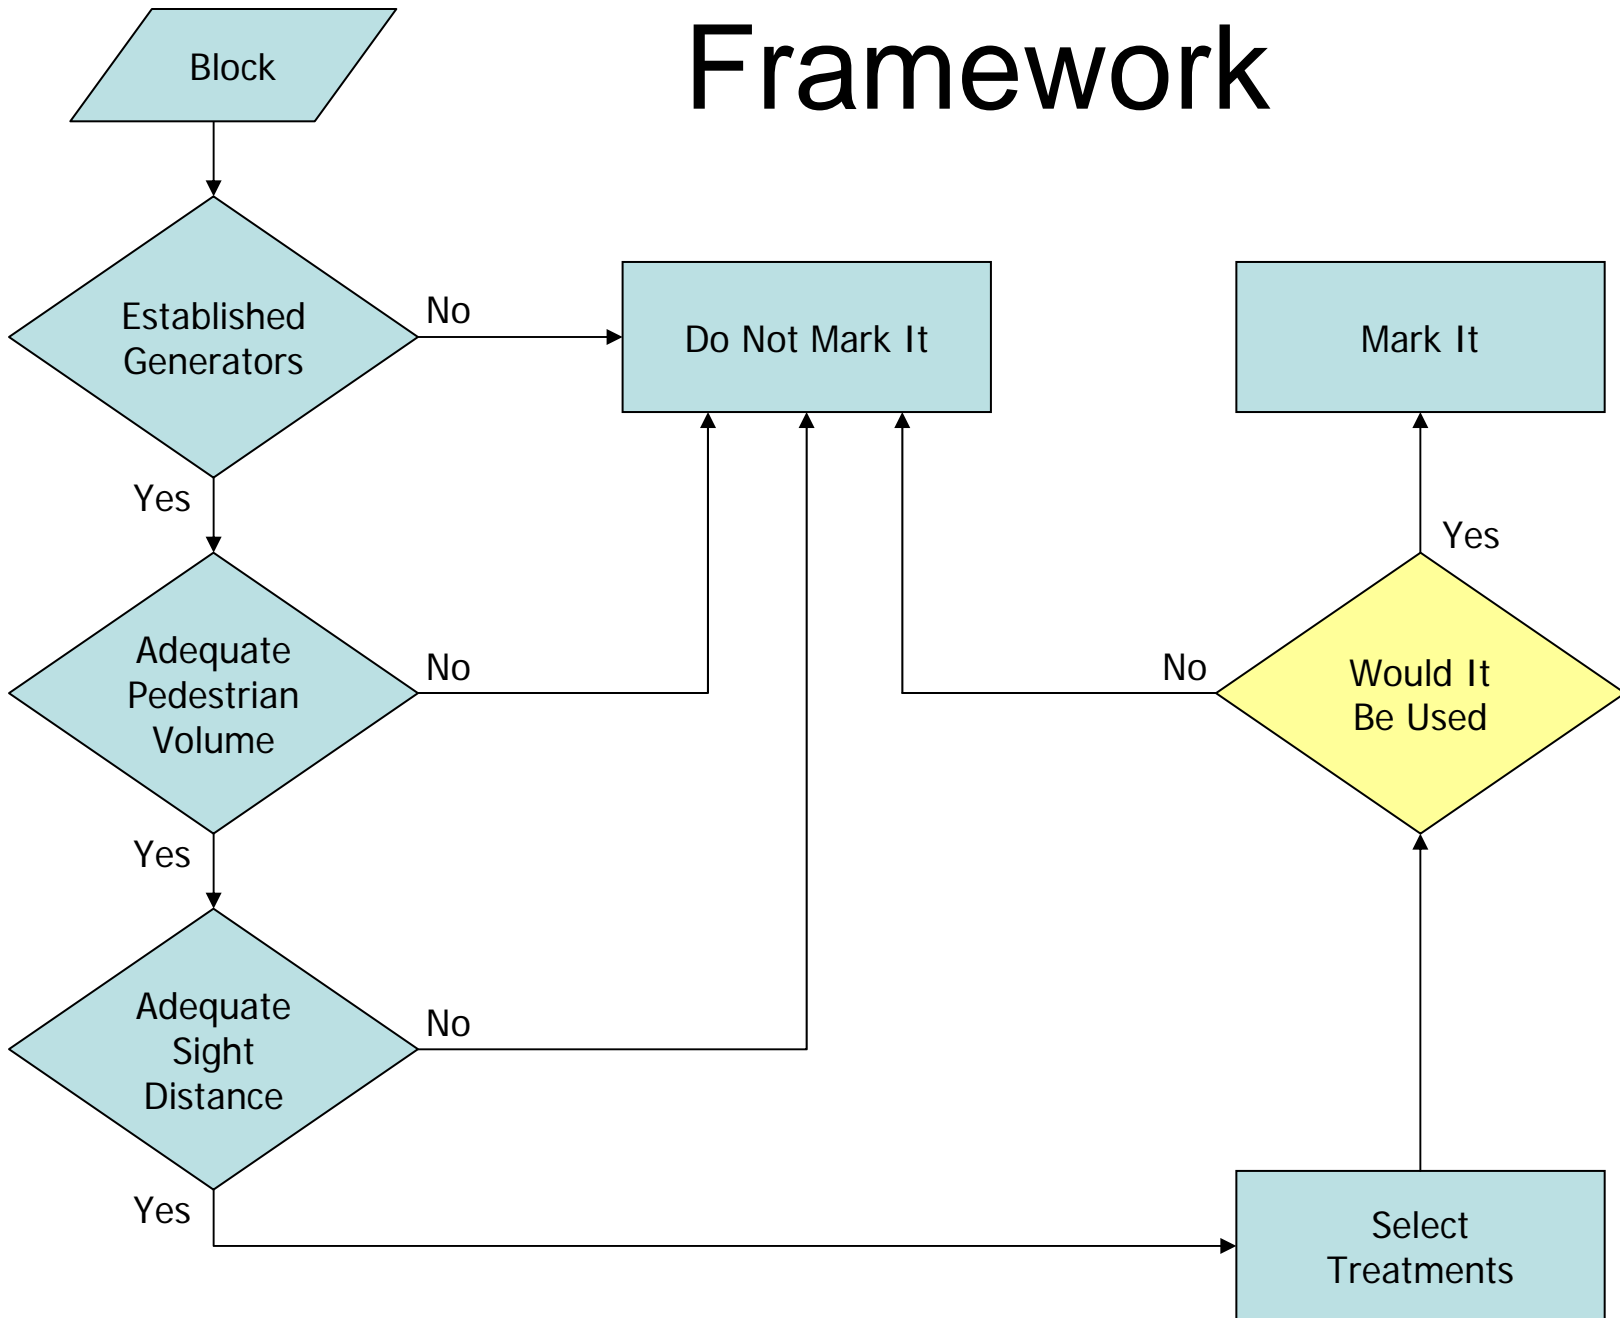 Framework
Block
Established
Generators
No
Do Not Mark It
Mark It
Yes
Yes
Adequate
Pedestrian
Volume
No
No
Would It
Be Used
Yes
Adequate
Sight
Distance
No
Yes
Select
Treatments